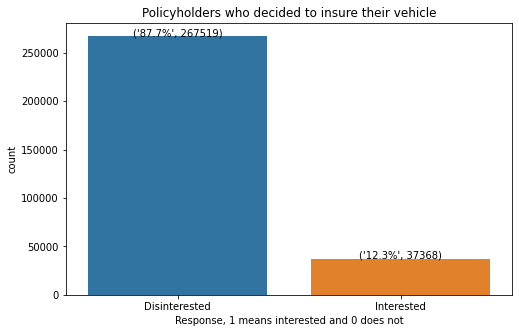 Policyholders who decided to insure their vehicle
('87.7%', 267519)
('12.3%', 37368)
250000
200000
150000
100000
50000
0
count
Disinterested
Interested
Response, 1 means interested and 0 does not